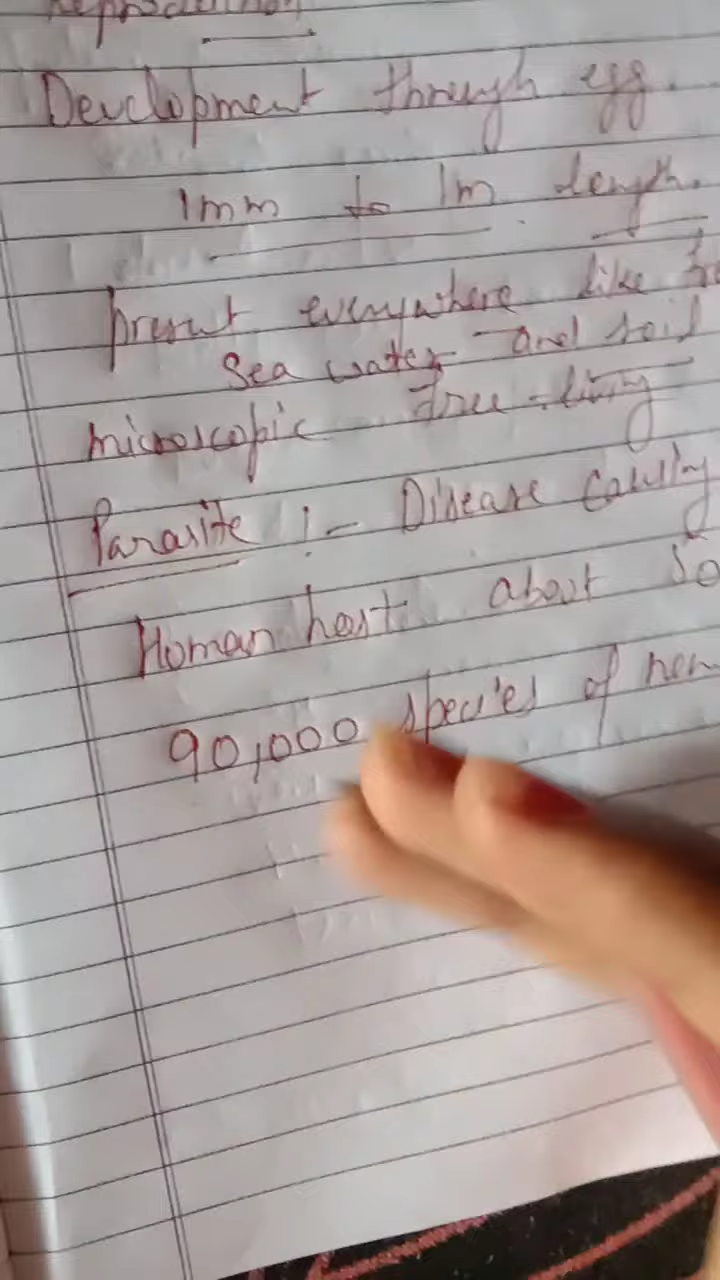 Reproduction
Development through egg.
1mm to 1m length.
present everywhere like
Sea water and soil
microscopic free-living
Parasite :- Disease causing
Human host about
90,000 species of